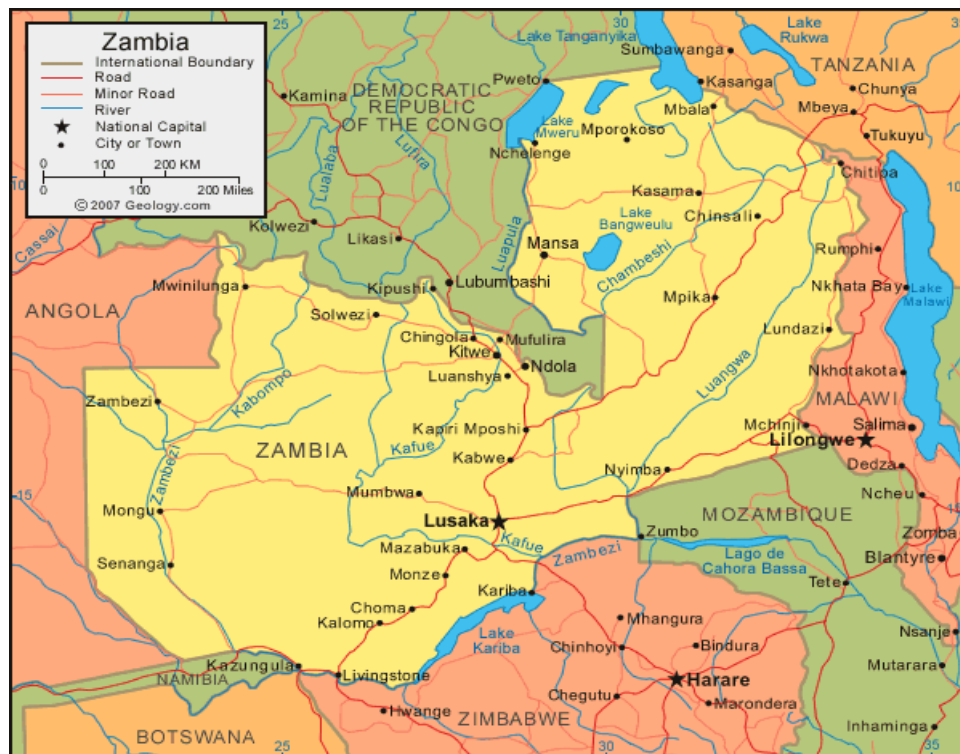 Zambia
International Boundary
Road
Minor Road
River
National Capital
City or Town
0 100 200 KM
0 100 200 Miles
© 2007 Geology.com
25
30
Lake Tanganyika
Lake
Rukwa
Sumbawanga
TANZANIA
Pweto
Kasanga
Chunya
Kamina
DEMOCRATIC
REPUBLIC
OF THE CONGO
Mbala
Mbeya
Lake
Mweru
Mporokoso
Tukuyu
Nchelenge
Lufira
Lualaba
Chitipa
10
10
Kasama
Chinsali
Kolwezi
Likasi
Lake
Bangweulu
Cassai
Luapula
Mansa
Chambeshi
Rumphi
Mwinilunga
Kipushi
Lubumbashi
Mpika
Nkhata Bay
Lake
Malawi
ANGOLA
Solwezi
Lundazi
Chingola
Mufulira
Kitwe
Ndola
Luanshya
Luangwa
Nkhotakota
Kabompo
MALAWI
Zambezi
Kapiri Mposhi
Mchinji
Salima
Lilongwe
ZAMBIA
Kafue
Kabwe
Nyimba
Dedza
Zambezi
Mumbwa
Ncheu
15
15
Mongu
Lusaka
MOZAMBIQUE
Zomba
Kafue
Zumbo
Mazabuka
Zambezi
Lago de
Cahora Bassa
Blantyre
Senanga
Monze
Kariba
Tete
Choma
Kalomo
Lake
Kariba
Mhangura
Nsanje
Chinhoyl
Bindura
Kazungula
Mutarara
NAMIBIA
Livingstone
Harare
Chegutu
Marondera
Hwange
ZIMBABWE
Inhaminga
BOTSWANA
25
30
35